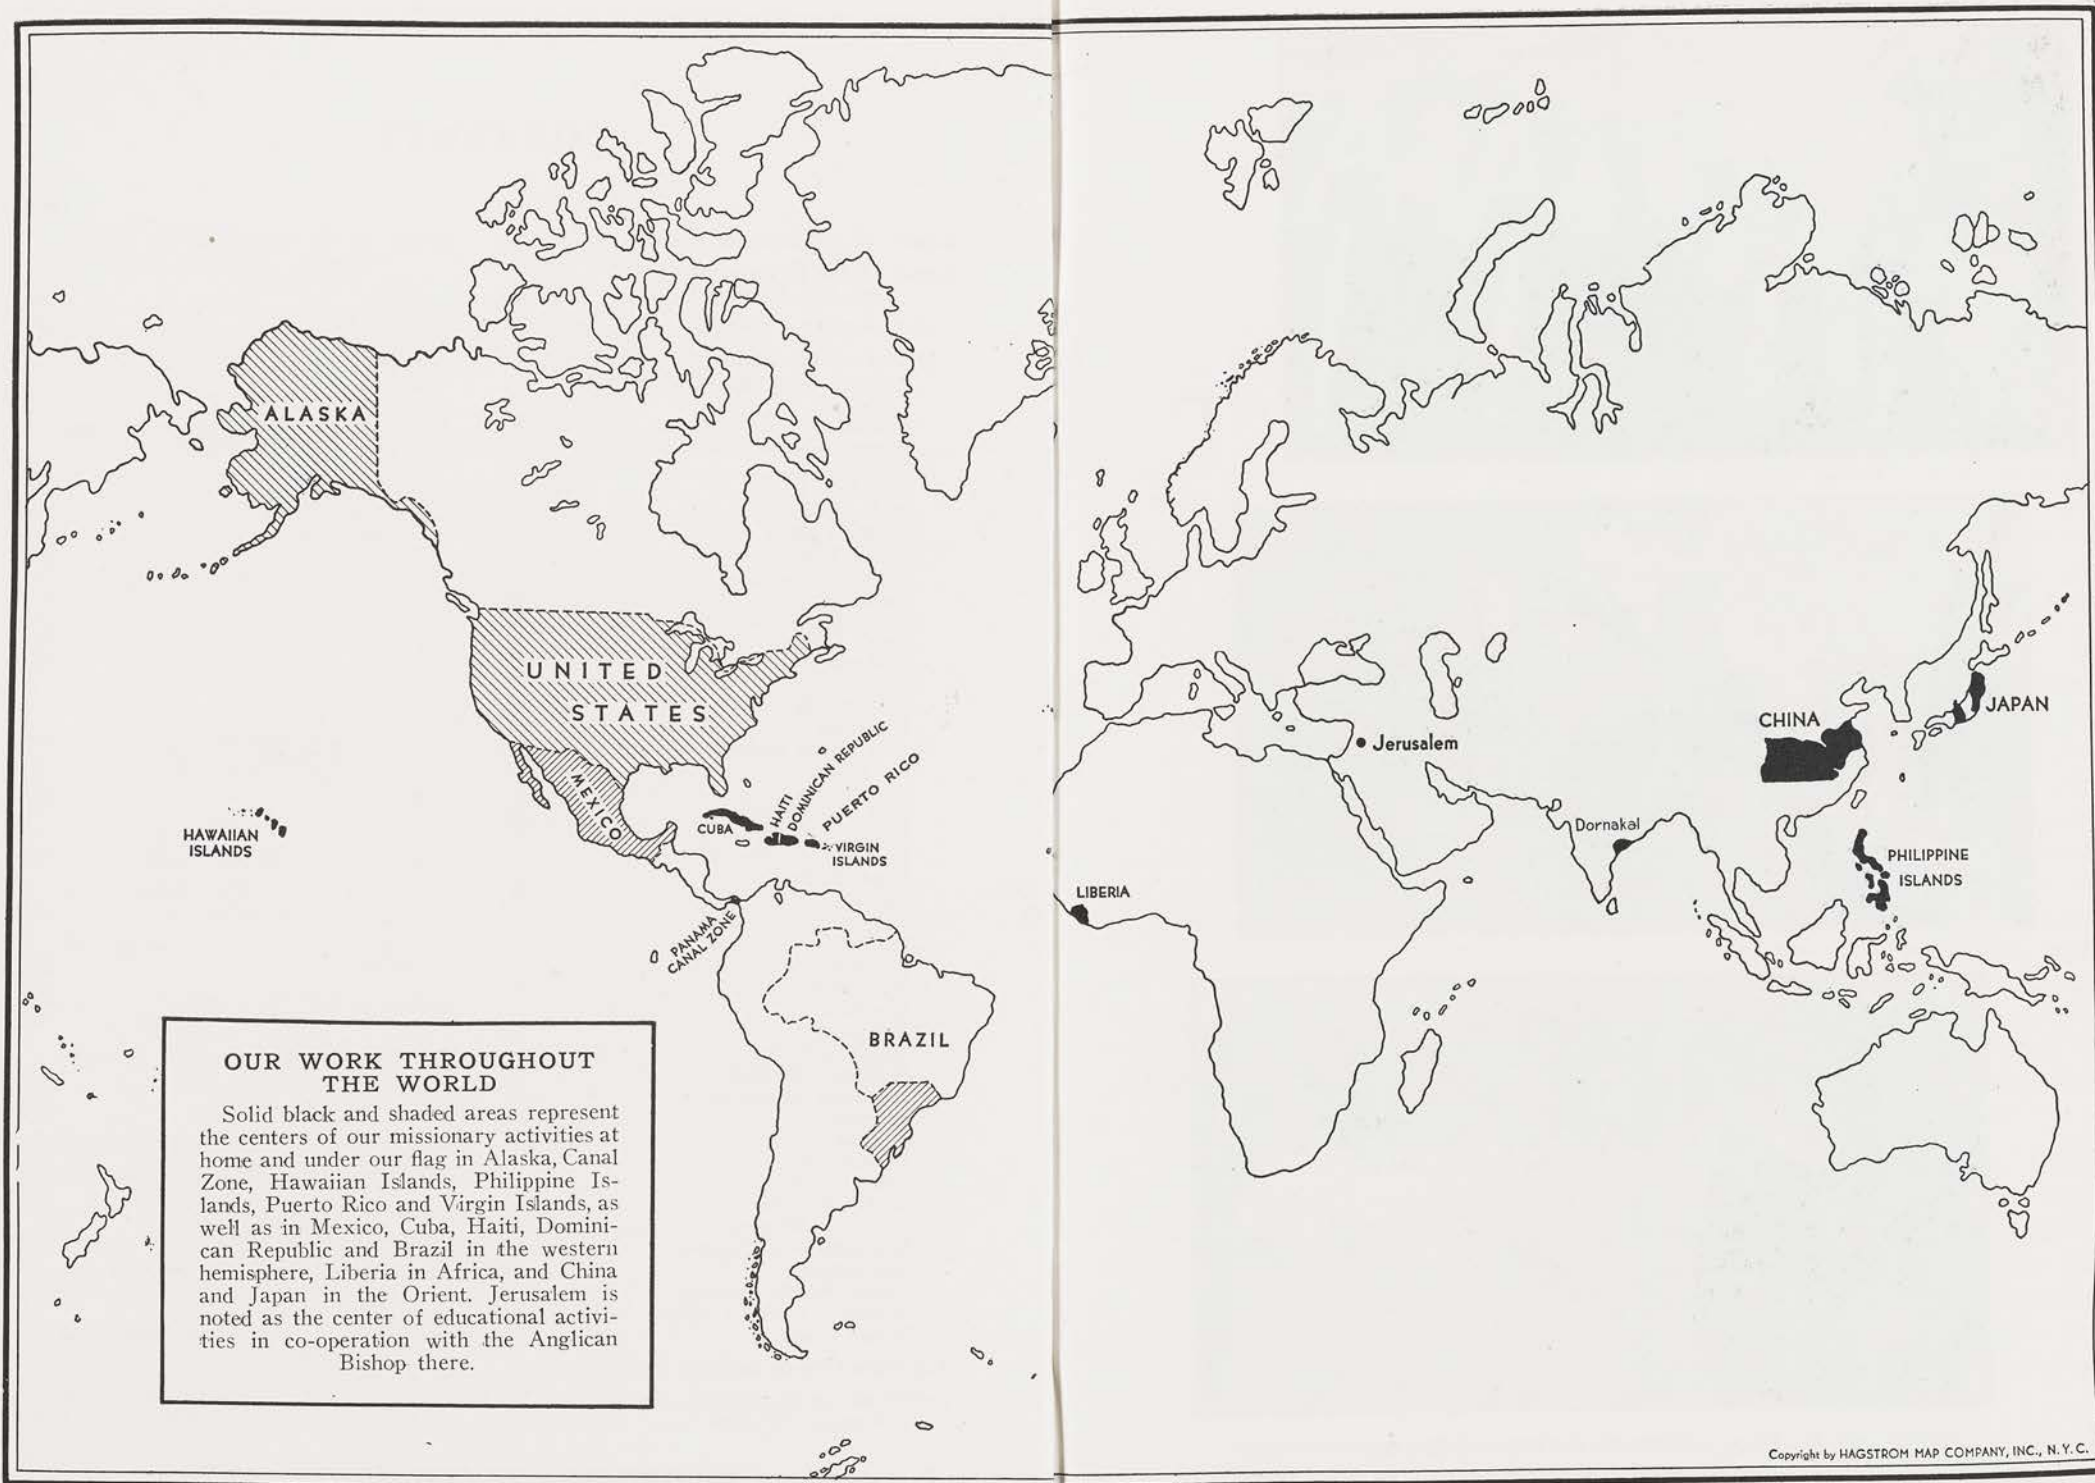 ALASKA
UNITED
STATES
MEXICO
HAWAIIAN
ISLANDS
CUBA
HAITI
DOMINICAN REPUBLIC
PUERTO RICO
VIRGIN
ISLANDS
PANAMA
CANAL ZONE
BRAZIL
OUR WORK THROUGHOUT
THE WORLD
Solid black and shaded areas represent
the centers of our missionary activities at
home and under our flag in Alaska, Canal
Zone, Hawaiian Islands, Philippine Is-
lands, Puerto Rico and Virgin Islands, as
well as in Mexico, Cuba, Haiti, Domini-
can Republic and Brazil in the western
hemisphere, Liberia in Africa, and China
and Japan in the Orient. Jerusalem is
noted as the center of educational activi-
ties in co-operation with the Anglican
Bishop there.
JAPAN
CHINA
Jerusalem
Dornakal
PHILIPPINE
ISLANDS
LIBERIA
Copyright by HAGSTROM MAP COMPANY, INC., N. Y. C.